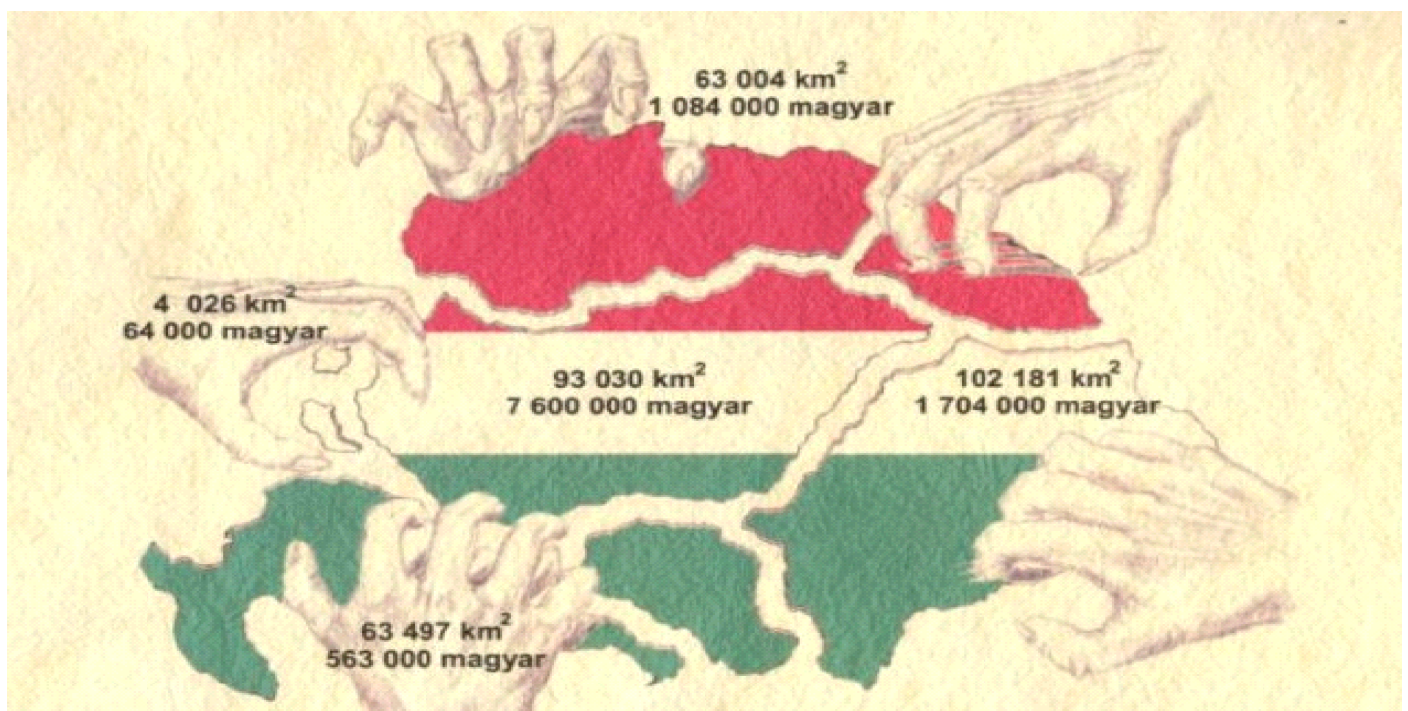 63 004 km²
1 084 000 magyar
4 026 km²
64 000 magyar
93 030 km²
7 600 000 magyar
102 181 km²
1 704 000 magyar
63 497 km²
563 000 magyar